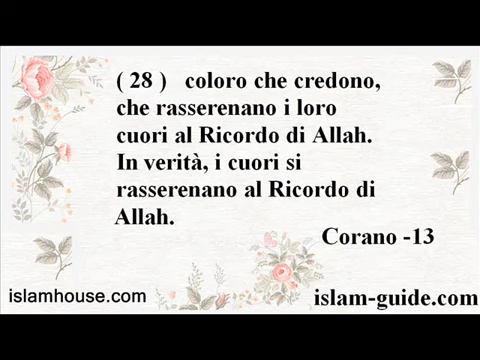 ( 28 ) coloro che credono,
che rasserenano i loro
cuori al Ricordo di Allah.
In verità, i cuori si
rasserenano al Ricordo di
Allah.
Corano -13
islamhouse.com
islam-guide.com